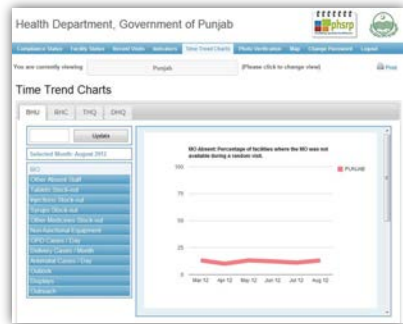 Health Department, Government of Punjab
phsrp
Compliance Status Facility Status Recent Visits Indicators Time Trend Charts Photo Verification Map Change Password Logout
You are currently viewing Punjab (Please click to change view) Print
Time Trend Charts
BHU RHC THQ DHQ
Update
Selected Month: August 2012
MO
Other Absent Staff
Tablets Stock-out
Injections Stock-out
Syrups Stock-out
Other Medicines Stock-out
Non-functional Equipment
OPD Cases / Day
Delivery Cases / Month
Antenatal Cases / Day
Outlook
Displays
Outreach
MO Absent: Percentage of facilities where the MO was not
available during a random visit.
100
75
50
25
0
Mar 12 Apr 12 May 12 Jun 12 Jul 12 Aug 12
PUNJAB